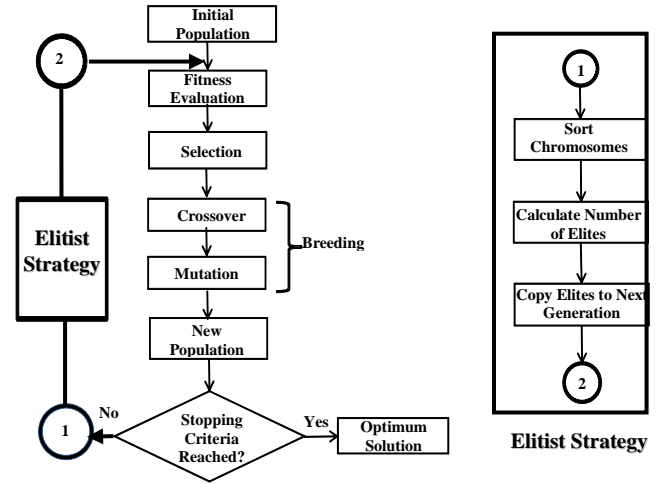 Initial
Population
2
Fitness
Evaluation
Selection
Crossover
Breeding
Mutation
Elitist
Strategy
New
Population
No
1
Stopping
Criteria
Reached?
Yes
Optimum
Solution
1
Sort
Chromosomes
Calculate Number
of Elites
Copy Elites to Next
Generation
2
Elitist Strategy